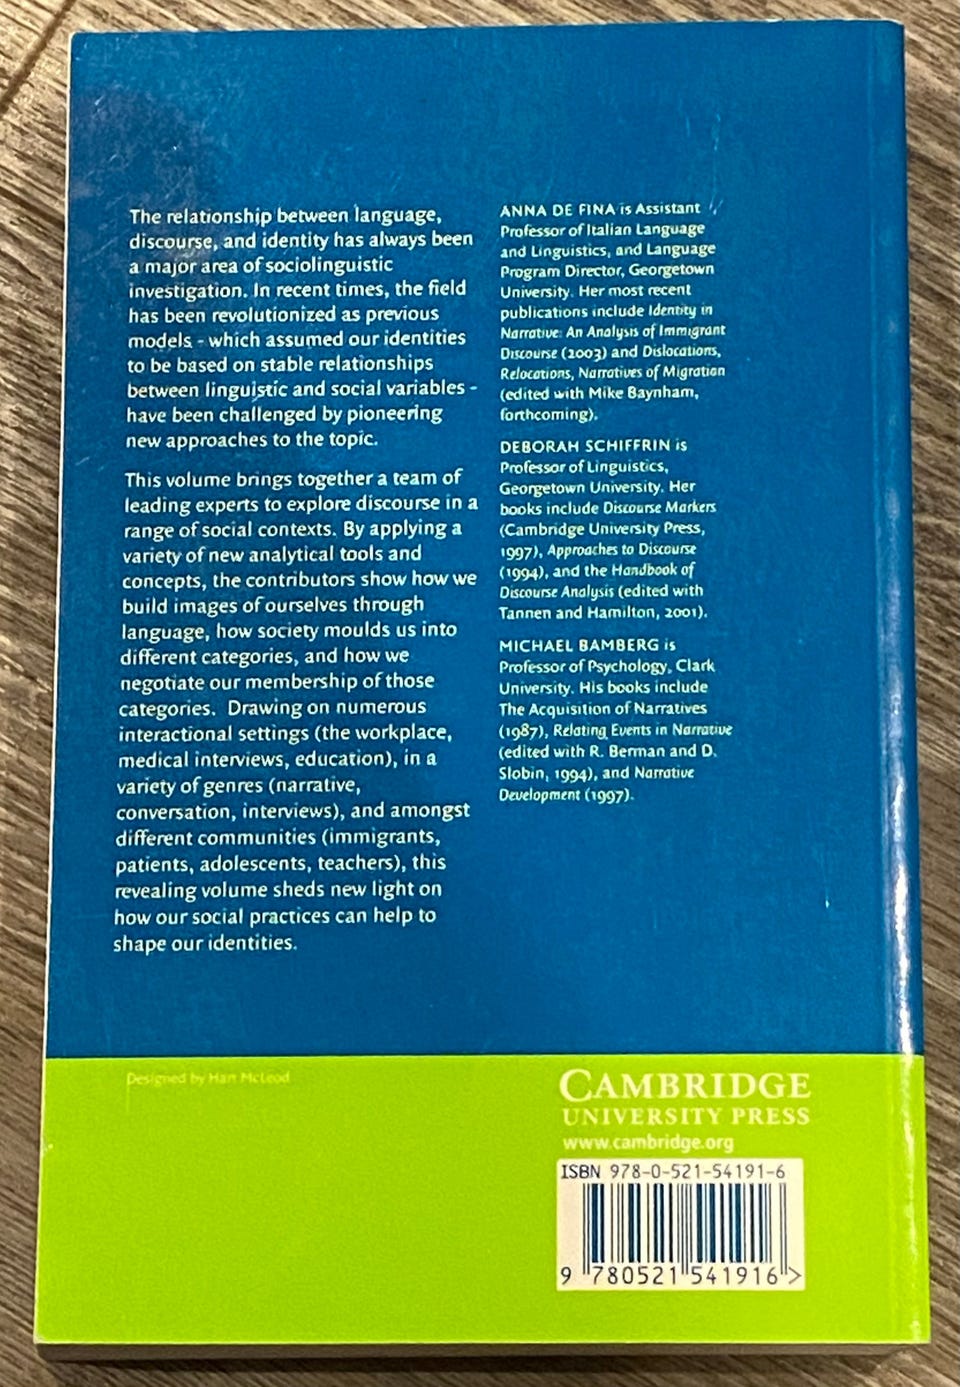 The relationship between language,
discourse, and identity has always been
a major area of sociolinguistic
investigation. In recent times, the field
has been revolutionized as previous
models - which assumed our identities
to be based on stable relationships
between linguistic and social variables -
have been challenged by pioneering
new approaches to the topic.
This volume brings together a team of
leading experts to explore discourse in a
range of social contexts. By applying a
variety of new analytical tools and
concepts, the contributors show how we
build images of ourselves through
language, how society moulds us into
different categories, and how we
negotiate our membership of those
categories. Drawing on numerous
interactional settings (the workplace,
medical interviews, education), in a
variety of genres (narrative,
conversation, interviews), and amongst
different communities (immigrants,
patients, adolescents, teachers), this
revealing volume sheds new light on
how our social practices can help to
shape our identities.
ANNA DE FINA is Assistant
Professor of Italian Language
and Linguistics, and Language
Program Director, Georgetown
University. Her most recent
publications include Identity in
Narrative: An Analysis of Immigrant
Discourse (2003) and Dislocations,
Relocations, Narratives of Migration
(edited with Mike Baynham,
forthcoming).
DEBORAH SCHIFFRIN is
Professor of Linguistics,
Georgetown University. Her
books include Discourse Markers
(Cambridge University Press,
1997), Approaches to Discourse
(1994), and the Handbook of
Discourse Analysis (edited with
Tannen and Hamilton, 2001).
MICHAEL BAMBERG is
Professor of Psychology, Clark
University. His books include
The Acquisition of Narratives
(1987), Relating Events in Narrative
(edited with R. Berman and D.
Slobin, 1994), and Narrative
Development (1997).
Designed by Hart McLeod
CAMBRIDGE
UNIVERSITY PRESS
www.cambridge.org
ISBN 978-0-521-54191-6
9 780521 541916 >